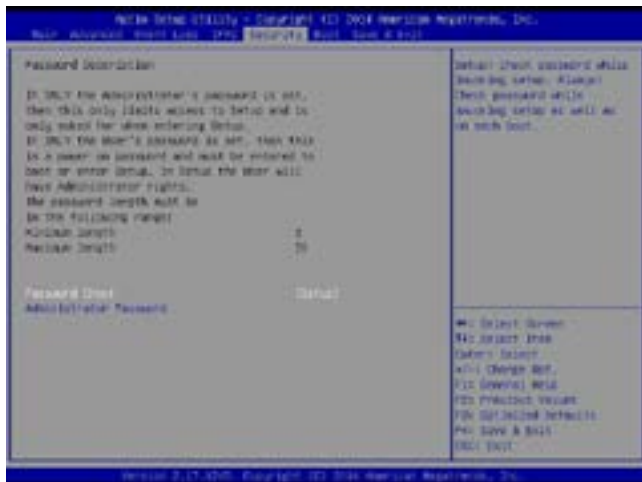 Aptio Setup Utility - Copyright (C) 2014 American Megatrends, Inc.
Main Advanced Event Logs IPMI Security Boot Save & Exit
Password Description
If ONLY the Administrator's password is set,
then this only limits access to Setup and is
only asked for when entering Setup.
If ONLY the User's password is set, then this
is a power on password and must be entered to
boot or enter Setup. In Setup the User will
have Administrator rights.
The password length must be
in the following range:
Minimum length
Maximum length
Password Check [Setup]
Administrator Password
Setup: Check password while
invoking setup. Always:
Check password while
invoking setup as well as
on each boot.
: Select Screen
: Select Item
Enter: Select
+/-: Change Opt.
F1: General Help
F2: Previous Values
F3: Optimized Defaults
F4: Save & Exit
ESC: Exit
Version Copyright (C) 2014 American Megatrends, Inc.